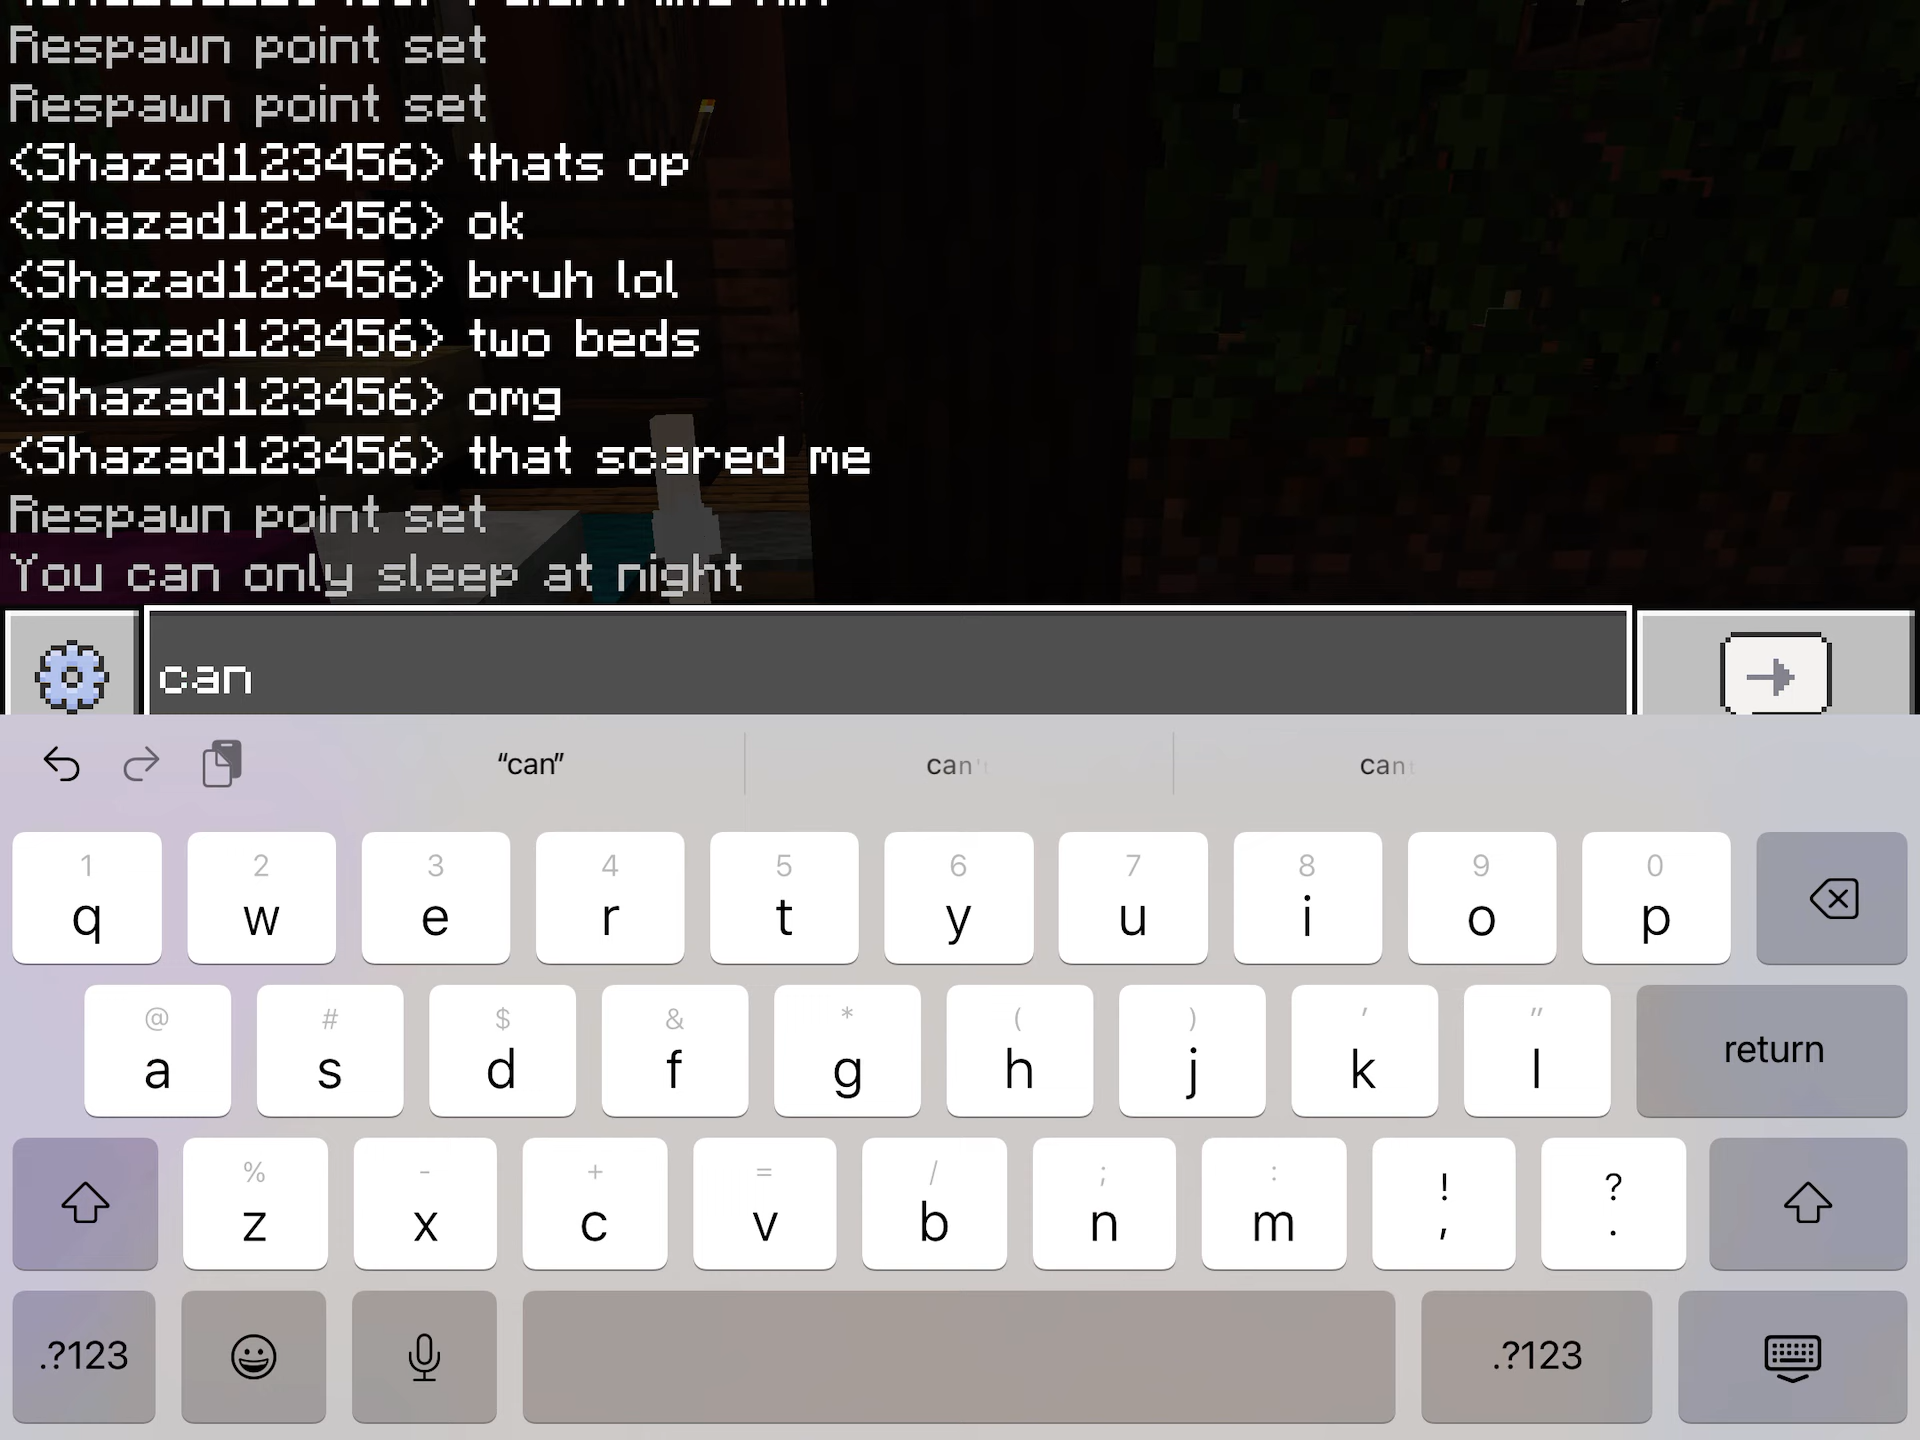 Respawn point set
Respawn point set
<Shazad123456> thats op
<Shazad123456> ok
<Shazad123456> bruh lol
<Shazad123456> two beds
<Shazad123456> omg
<Shazad123456> that scared me
Respawn point set
You can only sleep at night
can
“can” can't cant
1 2 3 4 5 6 7 8 9 0
q w e r t y u i o p
@ # $ & * ( ) ' "
a s d f g h j k l return
% - + = / ; : ! ?
z x c v b n m , .
.?123 .?123